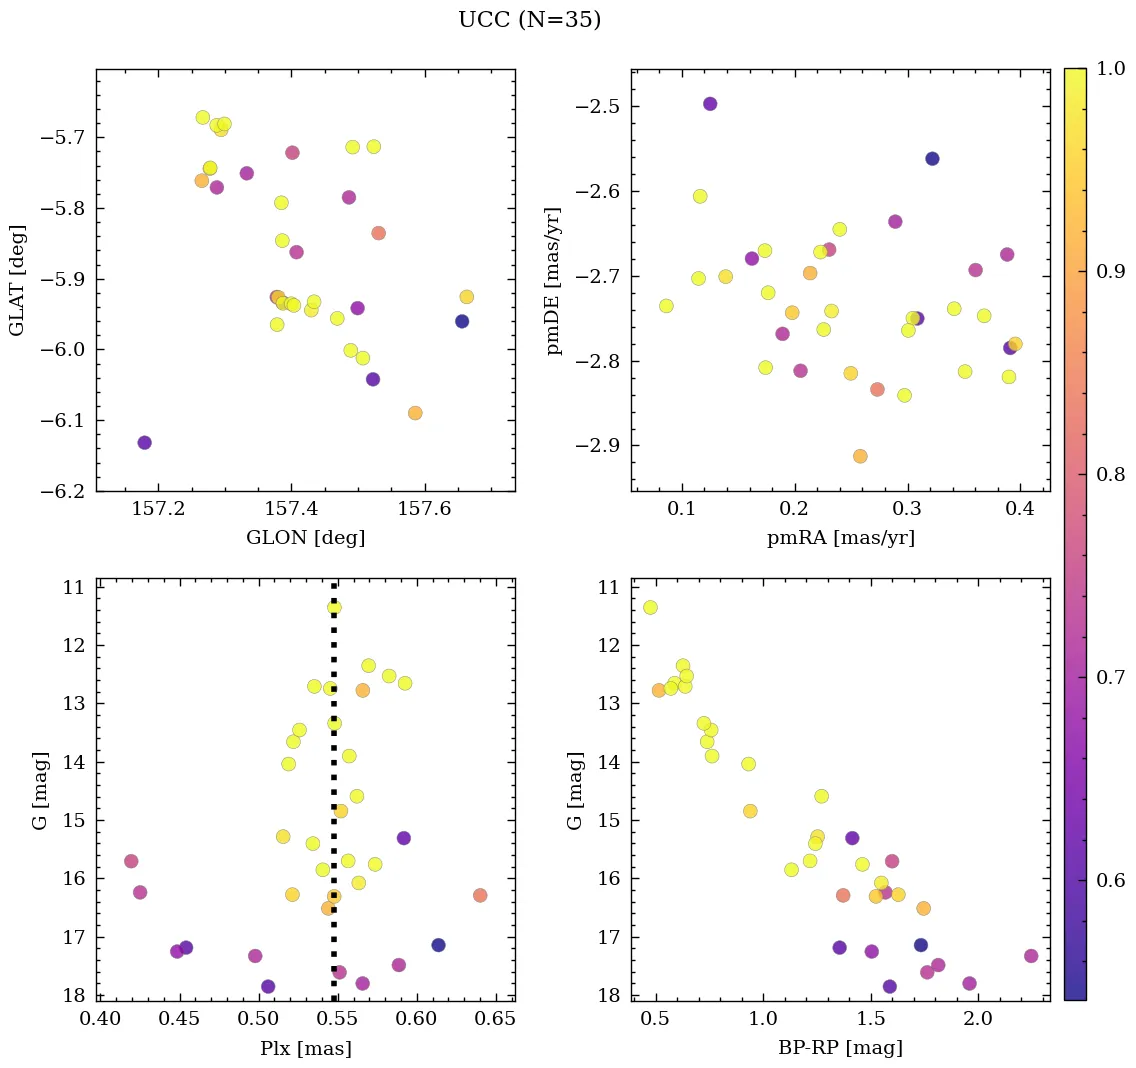 UCC (N=35)
−5.7
−5.8
−5.9
−6.0
−6.1
−6.2
GLAT [deg]
157.2 157.4 157.6
GLON [deg]
−2.5
−2.6
−2.7
−2.8
−2.9
pmDE [mas/yr]
0.1 0.2 0.3 0.4
pmRA [mas/yr]
11
12
13
14
15
16
17
18
G [mag]
0.40 0.45 0.50 0.55 0.60 0.65
Plx [mas]
11
12
13
14
15
16
17
18
G [mag]
0.5 1.0 1.5 2.0
BP-RP [mag]
1.0
0.9
0.8
0.7
0.6